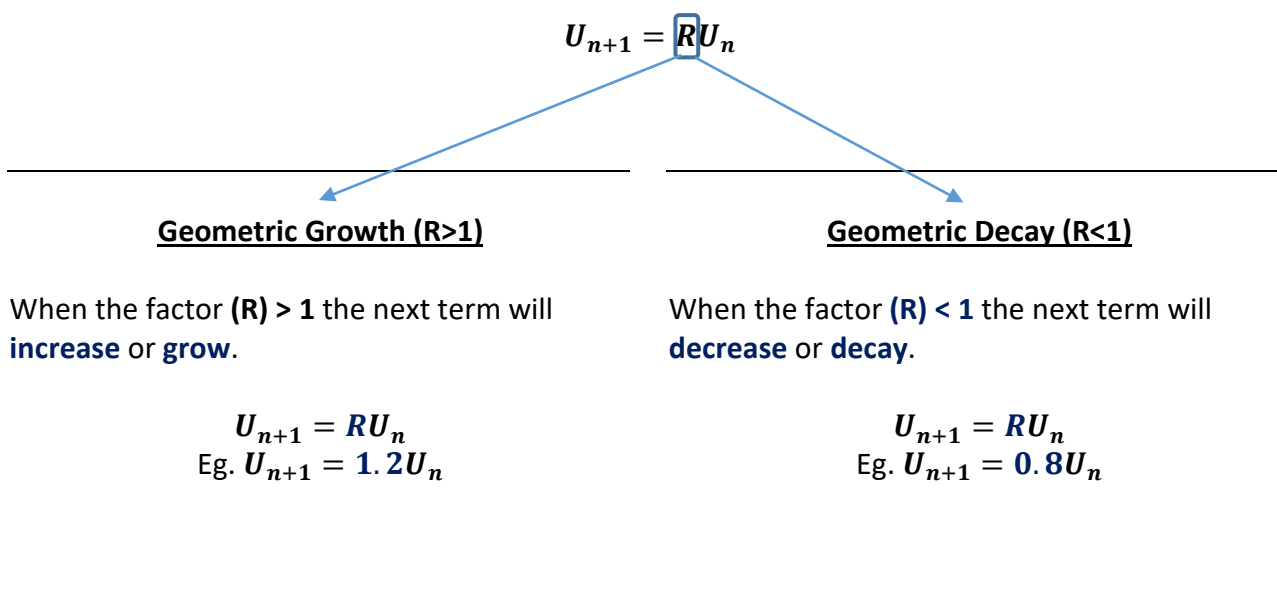 U_{n+1} = RU_n
Geometric Growth (R>1)
When the factor (R) > 1 the next term will
increase or grow.
U_{n+1} = RU_n
Eg. U_{n+1} = 1.2U_n
Geometric Decay (R<1)
When the factor (R) < 1 the next term will
decrease or decay.
U_{n+1} = RU_n
Eg. U_{n+1} = 0.8U_n